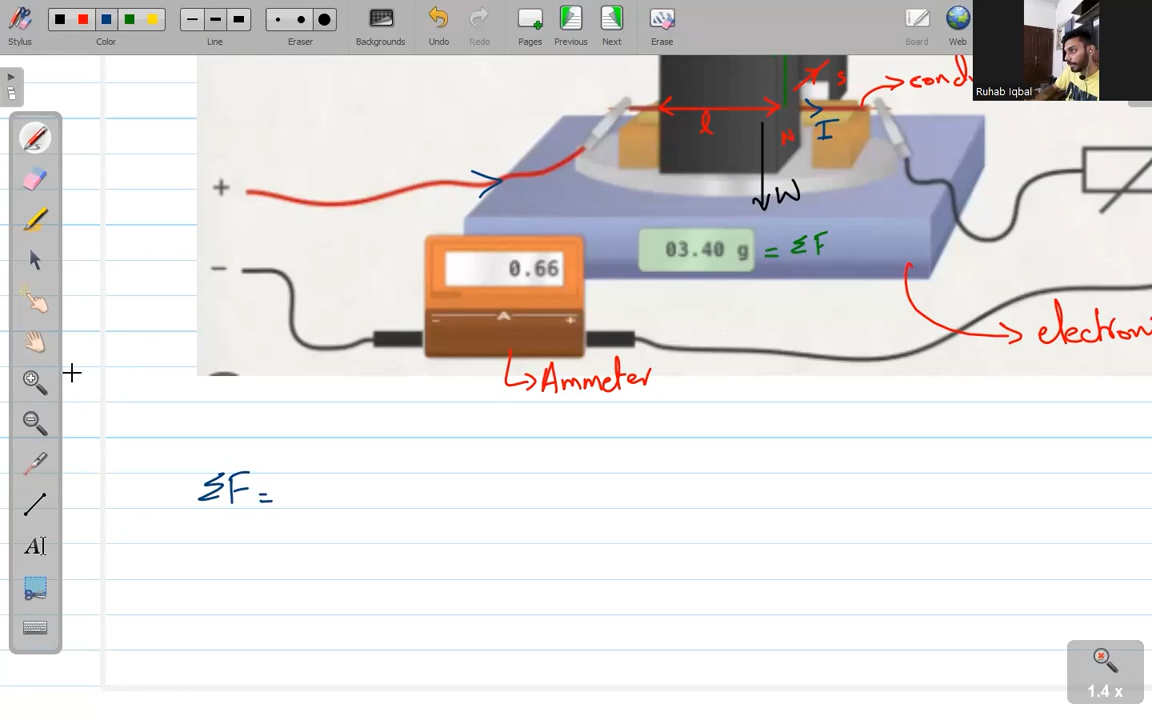 Stylus Color Line Eraser Backgrounds Undo Redo Pages Previous Next Erase Board Web
Ruhab Iqbal
S
cond
l
N
I
+
W
03.40 g = ΣF
−
0.66
− A +
electroni
Ammeter
ΣF =
A
1.4 x